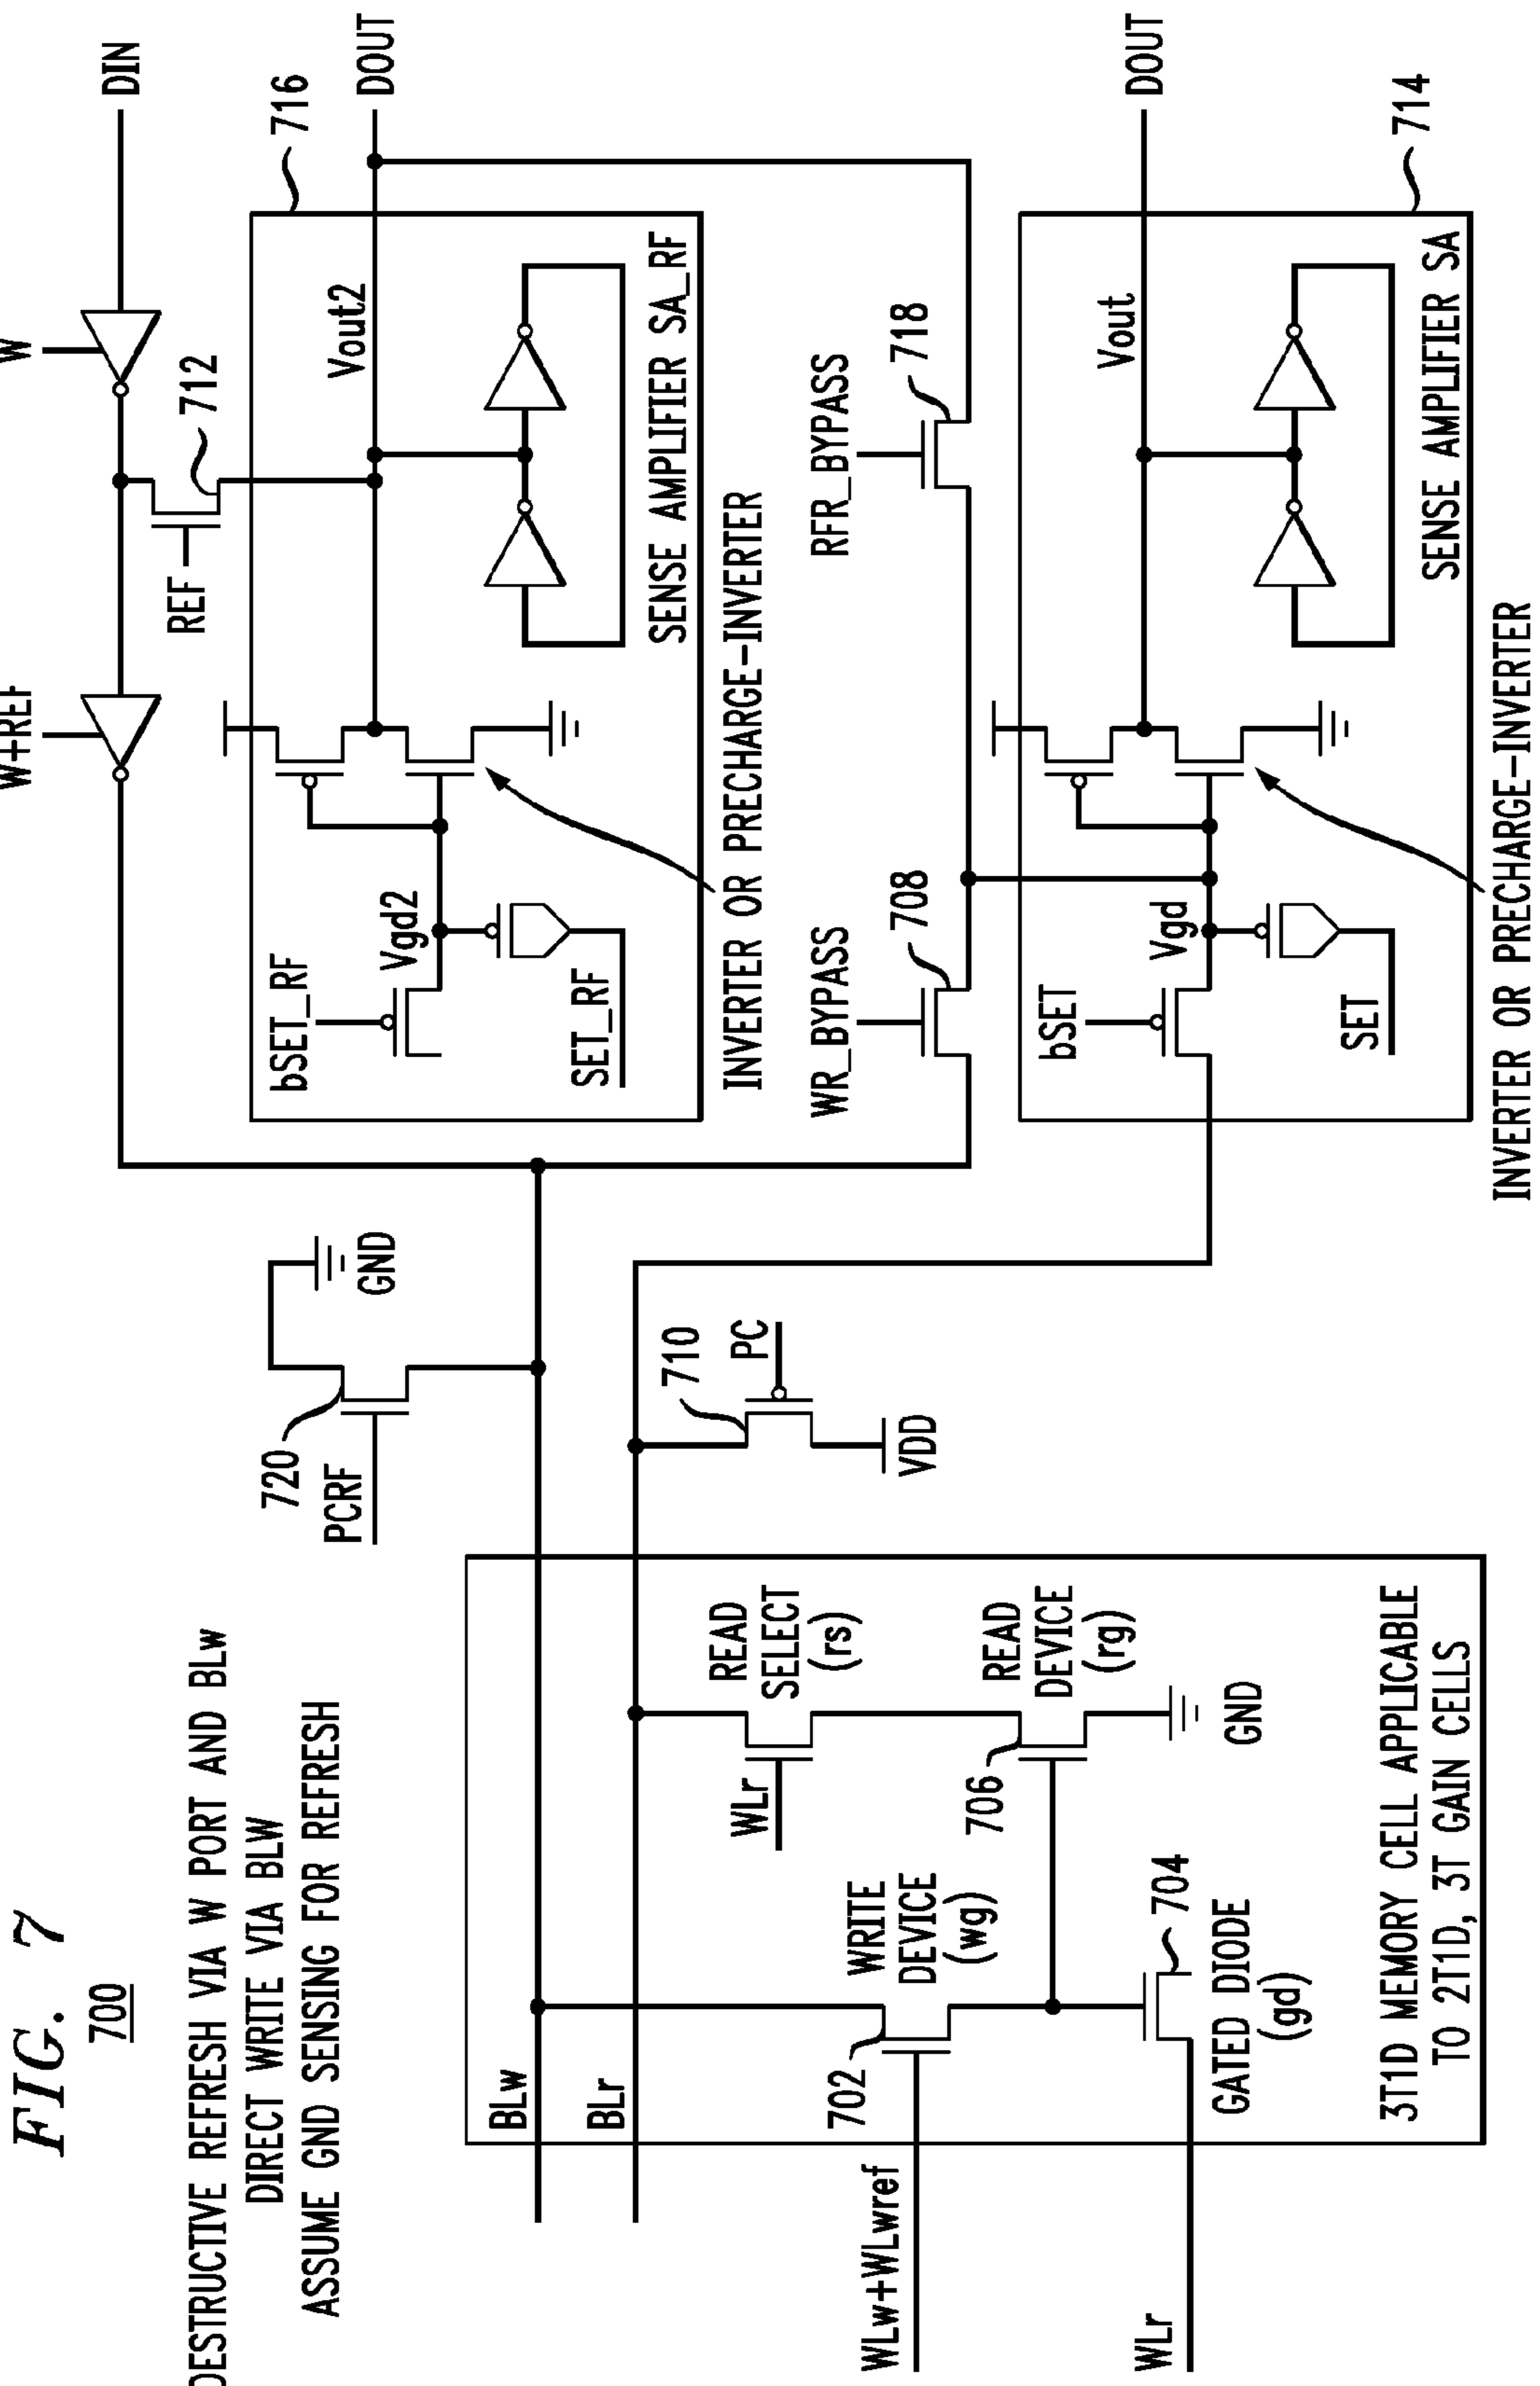 FIG. 7
700
DESTRUCTIVE REFRESH VIA W PORT AND BLw
DIRECT WRITE VIA BLW
ASSUME GND SENSING FOR REFRESH
W+REF
W
DIN
REF
712
716
bSET_RF
Vgd2
Vout2
DOUT
SET_RF
SENSE AMPLIFIER SA_RF
INVERTER OR PRECHARGE-INVERTER
720
PCRF
GND
BLw
BLr
710
PC
VDD
WR_BYPASS
708
RFR_BYPASS
718
WLw+WLwref
702
WRITE
DEVICE
(wg)
WLr
READ
SELECT
(rs)
706
READ
DEVICE
(rg)
GND
WLr
GATED DIODE
(gd)
704
3T1D MEMORY CELL APPLICABLE
TO 2T1D, 3T GAIN CELLS
bSET
Vgd
Vout
DOUT
SET
SENSE AMPLIFIER SA
714
INVERTER OR PRECHARGE-INVERTER